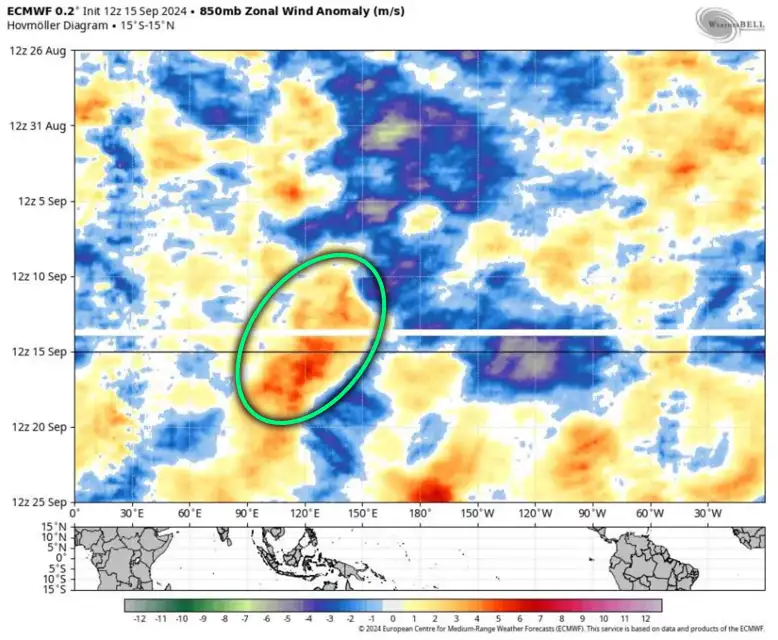 ECMWF 0.2° Init 12z 15 Sep 2024 • 850mb Zonal Wind Anomaly (m/s)
Hovmöller Diagram • 15°S-15°N
WEATHERBELL
12z 26 Aug
12z 31 Aug
12z 5 Sep
12z 10 Sep
12z 15 Sep
12z 20 Sep
12z 25 Sep
0° 30°E 60°E 90°E 120°E 150°E 180° 150°W 120°W 90°W 60°W 30°W
15°N
10°N
5°N
0°
5°S
10°S
15°S
-12 -11 -10 -9 -8 -7 -6 -5 -4 -3 -2 -1 0 1 2 3 4 5 6 7 8 9 10 11 12
© 2024 European Centre for Medium-Range Weather Forecasts (ECMWF). This service is based on data and products of the ECMWF.